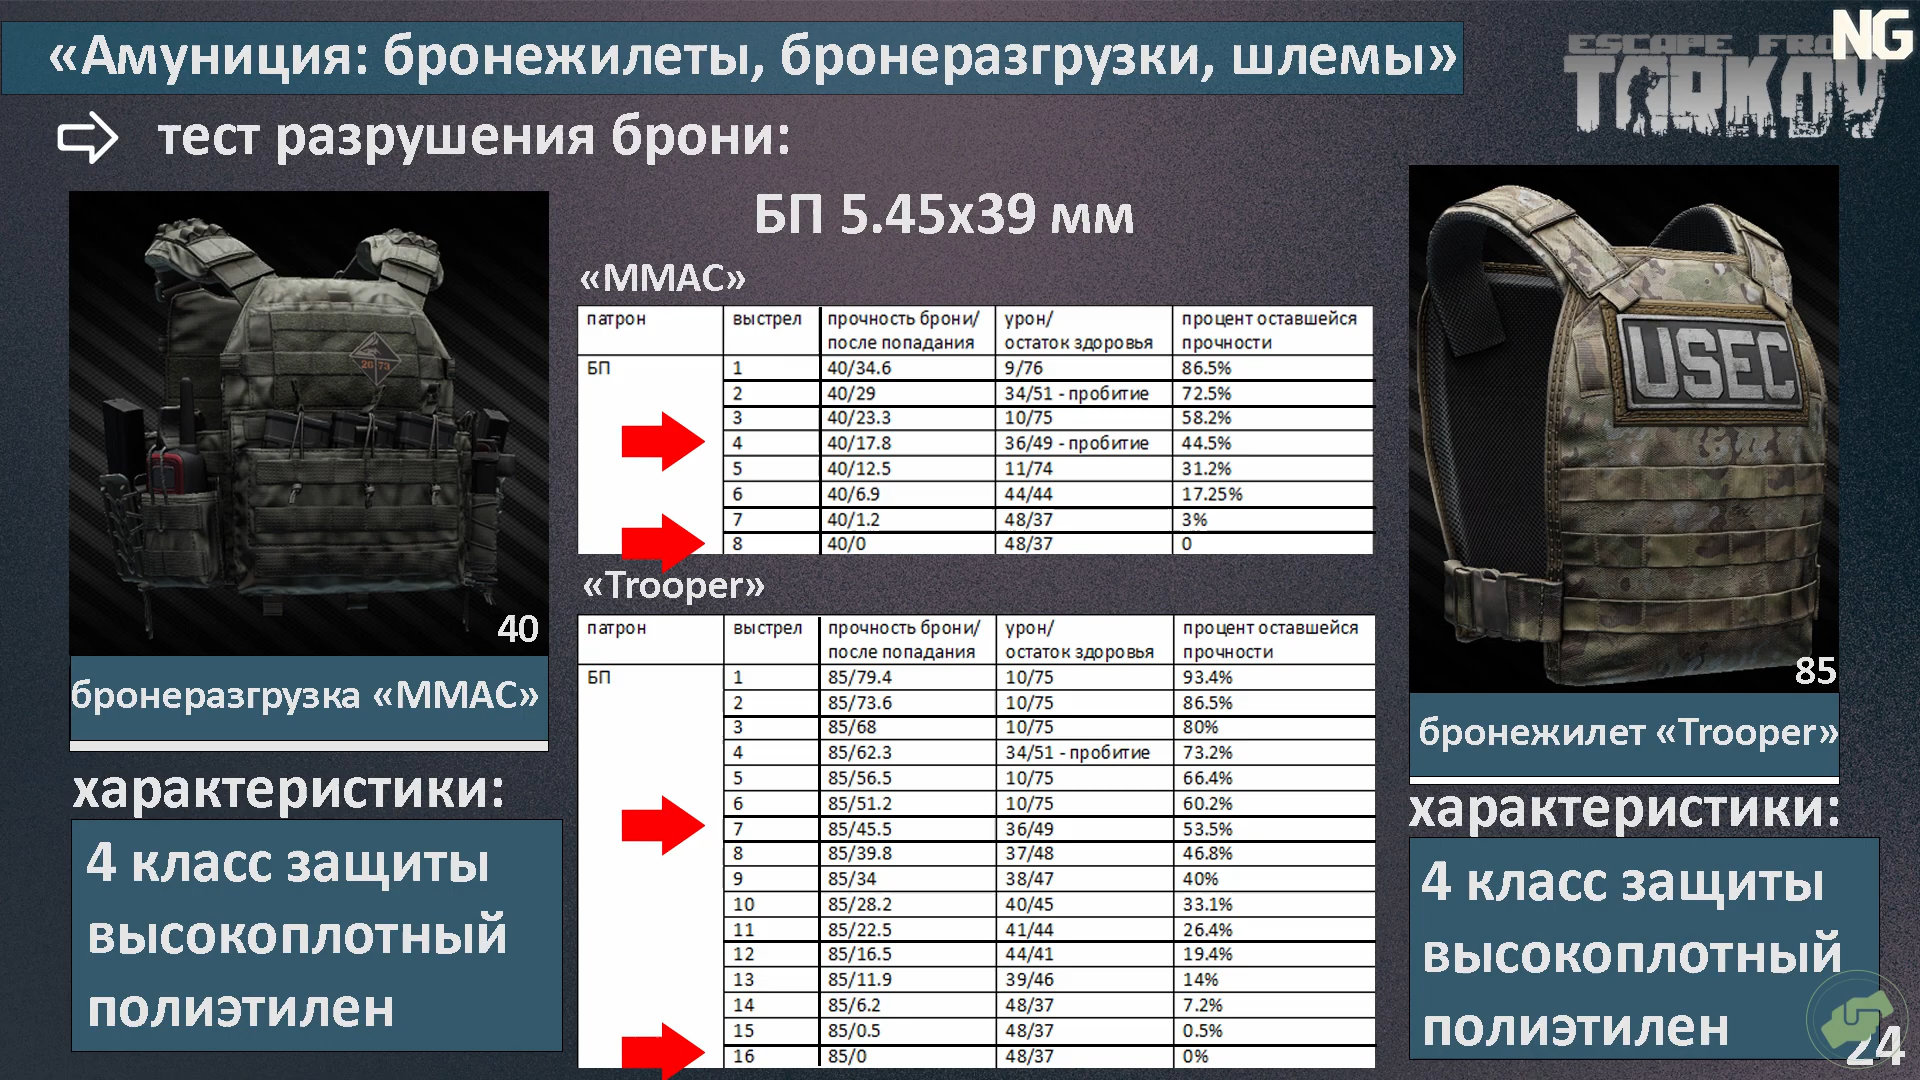 «Амуниция: бронежилеты, бронеразгрузки, шлемы»
ESCAPE FRO
TARKOV
NG
тест разрушения брони:
БП 5.45х39 мм
«ММАС»
патрон выстрел прочность брони/ урон/ процент оставшейся
после попадания остаток здоровья прочности
БП 1 40/34.6 9/76 86.5%
2 40/29 34/51 - пробитие 72.5%
3 40/23.3 10/75 58.2%
4 40/17.8 36/49 - пробитие 44.5%
5 40/12.5 11/74 31.2%
6 40/6.9 44/44 17.25%
7 40/1.2 48/37 3%
8 40/0 48/37 0
«Trooper»
патрон выстрел прочность брони/ урон/ процент оставшейся
после попадания остаток здоровья прочности
БП 1 85/79.4 10/75 93.4%
2 85/73.6 10/75 86.5%
3 85/68 10/75 80%
4 85/62.3 34/51 - пробитие 73.2%
5 85/56.5 10/75 66.4%
6 85/51.2 10/75 60.2%
7 85/45.5 36/49 53.5%
8 85/39.8 37/48 46.8%
9 85/34 38/47 40%
10 85/28.2 40/45 33.1%
11 85/22.5 41/44 26.4%
12 85/16.5 44/41 19.4%
13 85/11.9 39/46 14%
14 85/6.2 48/37 7.2%
15 85/0.5 48/37 0.5%
16 85/0 48/37 0%
26 73
40
бронеразгрузка «ММАС»
характеристики:
4 класс защиты
высокоплотный
полиэтилен
USEC
85
бронежилет «Trooper»
характеристики:
4 класс защиты
высокоплотный
полиэтилен
24